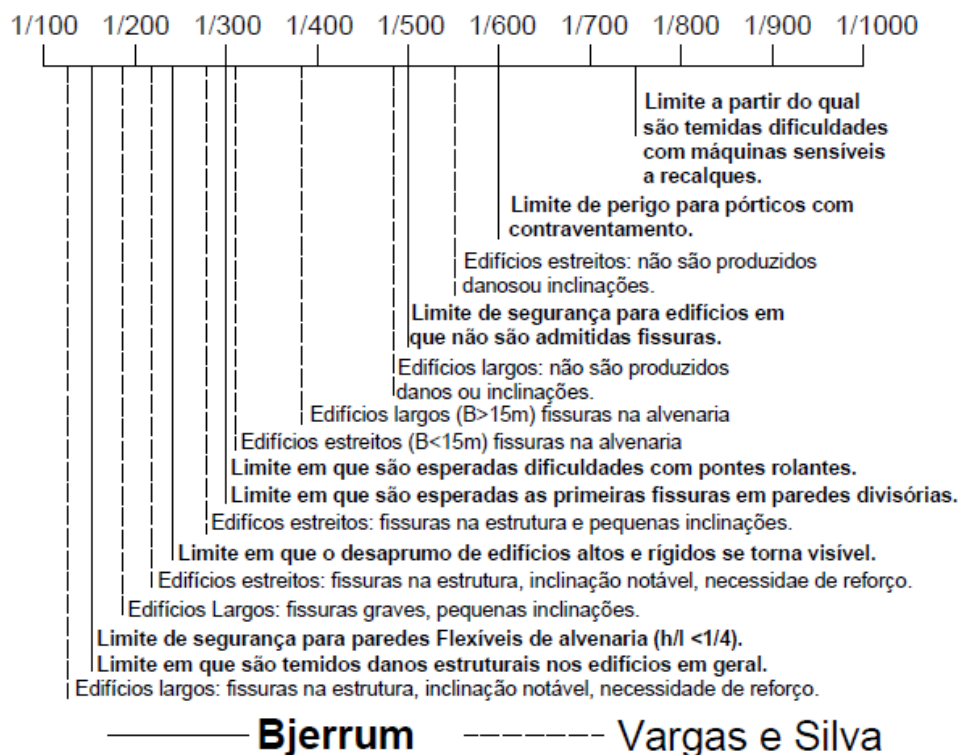 1/100 1/200 1/300 1/400 1/500 1/600 1/700 1/800 1/900 1/1000
Limite a partir do qual
são temidas dificuldades
com máquinas sensíveis
a recalques.
Limite de perigo para pórticos com
contraventamento.
Edifícios estreitos: não são produzidos
danosou inclinações.
Limite de segurança para edifícios em
que não são admitidas fissuras.
Edifícios largos: não são produzidos
danos ou inclinações.
Edifícios largos (B>15m) fissuras na alvenaria
Edifícios estreitos (B<15m) fissuras na alvenaria
Limite em que são esperadas dificuldades com pontes rolantes.
Limite em que são esperadas as primeiras fissuras em paredes divisórias.
Edifícos estreitos: fissuras na estrutura e pequenas inclinações.
Limite em que o desaprumo de edifícios altos e rígidos se torna visível.
Edifícios estreitos: fissuras na estrutura, inclinação notável, necessidae de reforço.
Edifícios Largos: fissuras graves, pequenas inclinações.
Limite de segurança para paredes Flexíveis de alvenaria (h/l <1/4).
Limite em que são temidos danos estruturais nos edifícios em geral.
Edifícios largos: fissuras na estrutura, inclinação notável, necessidade de reforço.
Bjerrum Vargas e Silva